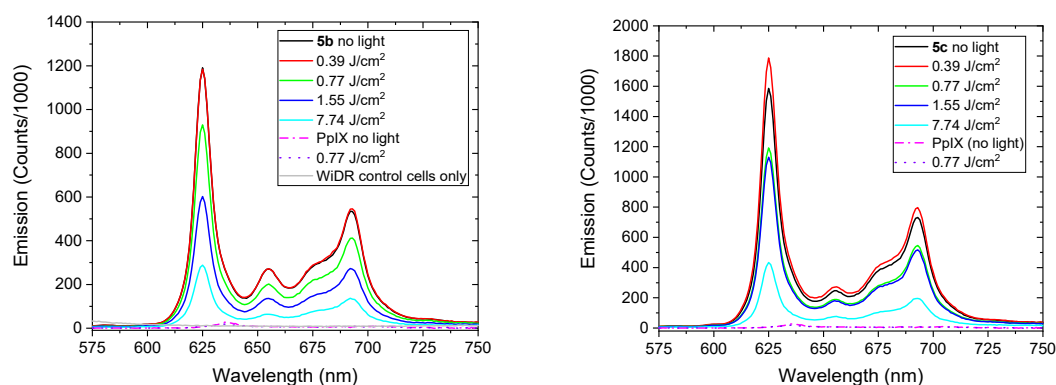 1400
1200
1000
800
600
400
200
0
Emission (Counts/1000)
5b no light
0.39 J/cm²
0.77 J/cm²
1.55 J/cm²
7.74 J/cm²
PpIX no light
0.77 J/cm²
WiDR control cells only
575 600 625 650 675 700 725 750
Wavelength (nm)
2000
1800
1600
1400
1200
1000
800
600
400
200
0
Emission (Counts/1000)
5c no light
0.39 J/cm²
0.77 J/cm²
1.55 J/cm²
7.74 J/cm²
PpIX (no light)
0.77 J/cm²
575 600 625 650 675 700 725 750
Wavelength (nm)